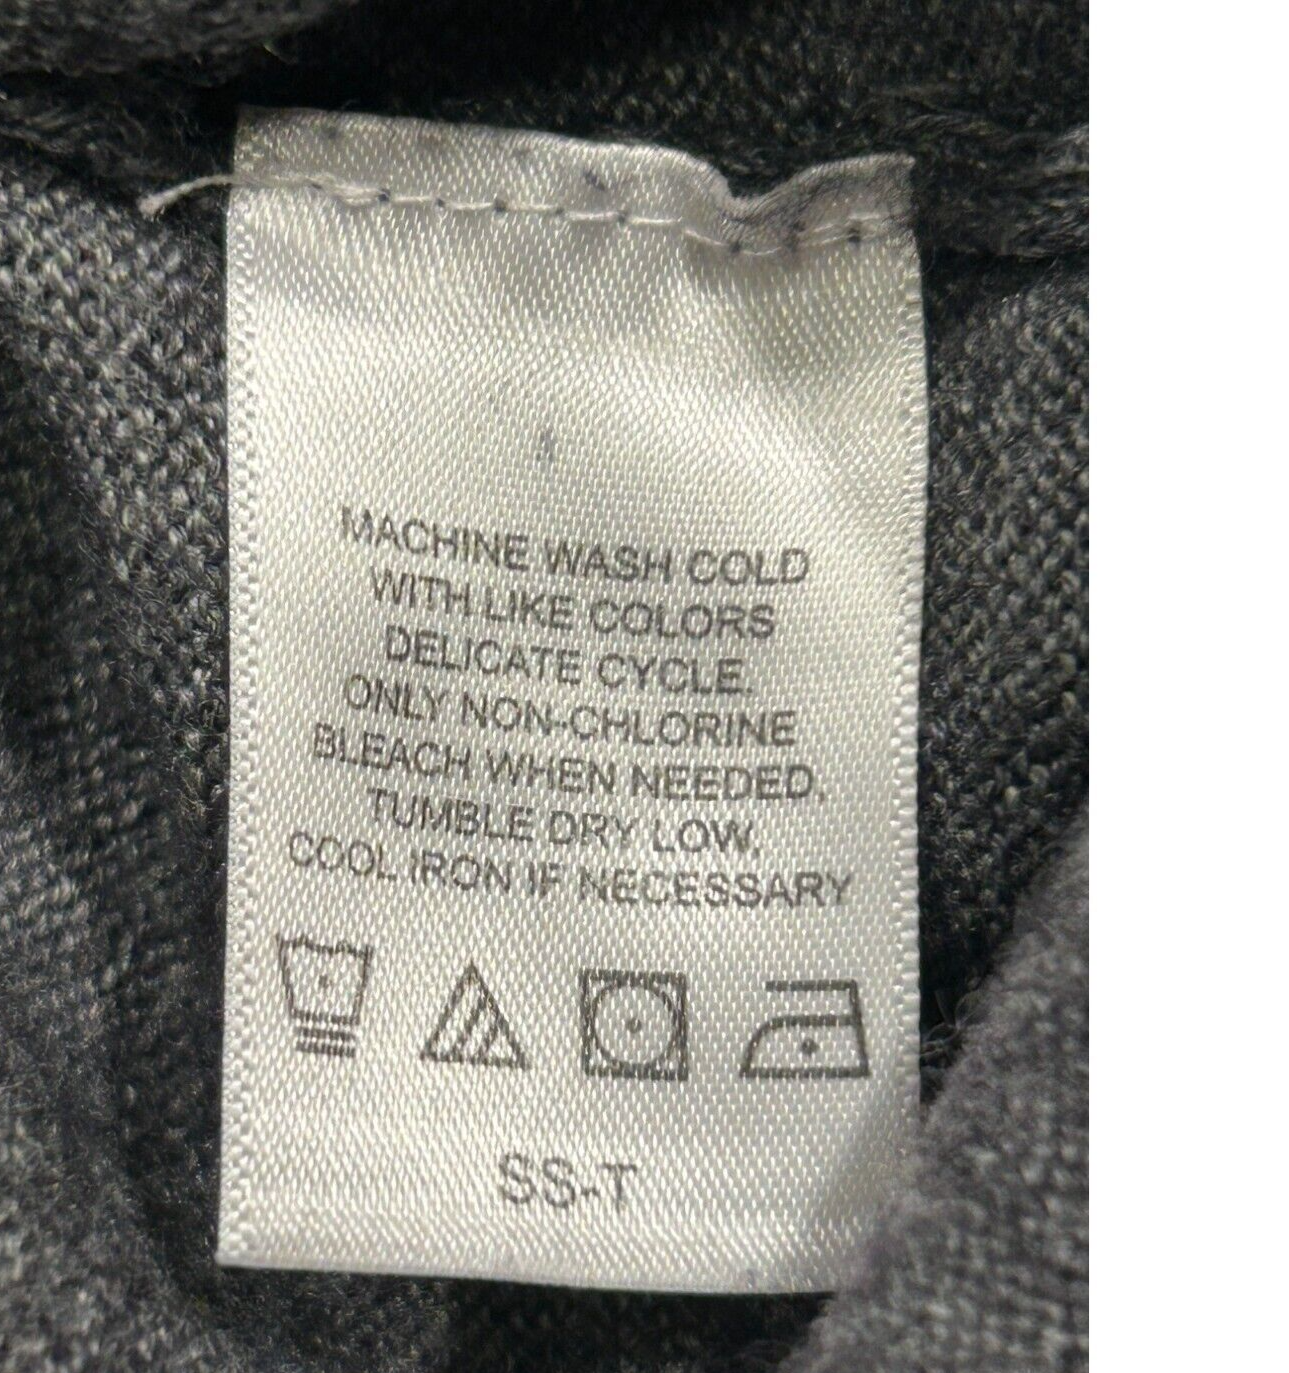 MACHINE WASH COLD
WITH LIKE COLORS
DELICATE CYCLE.
ONLY NON-CHLORINE
BLEACH WHEN NEEDED,
TUMBLE DRY LOW,
COOL IRON IF NECESSARY
SS-T